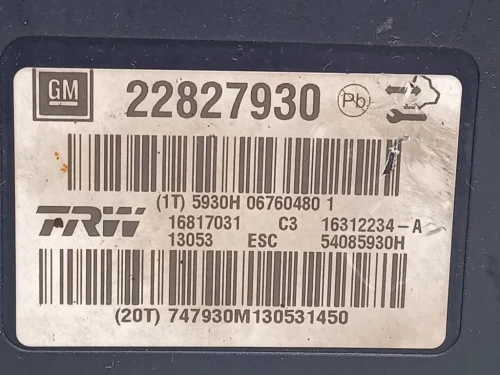 GM 22827930 Pb
(1T) 5930H 06760480 1
TRW 16817031 C3 16312234-A
13053 ESC 54085930H
(20T) 747930M130531450